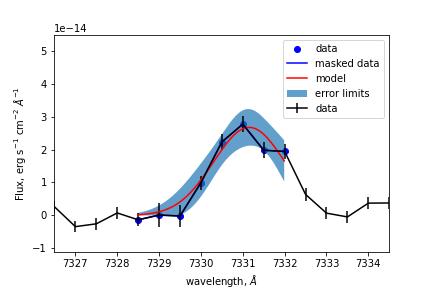 1e−14
5
4
3
2
1
0
−1
Flux, erg s⁻¹ cm⁻² Å⁻¹
data
masked data
model
error limits
data
7327 7328 7329 7330 7331 7332 7333 7334
wavelength, Å